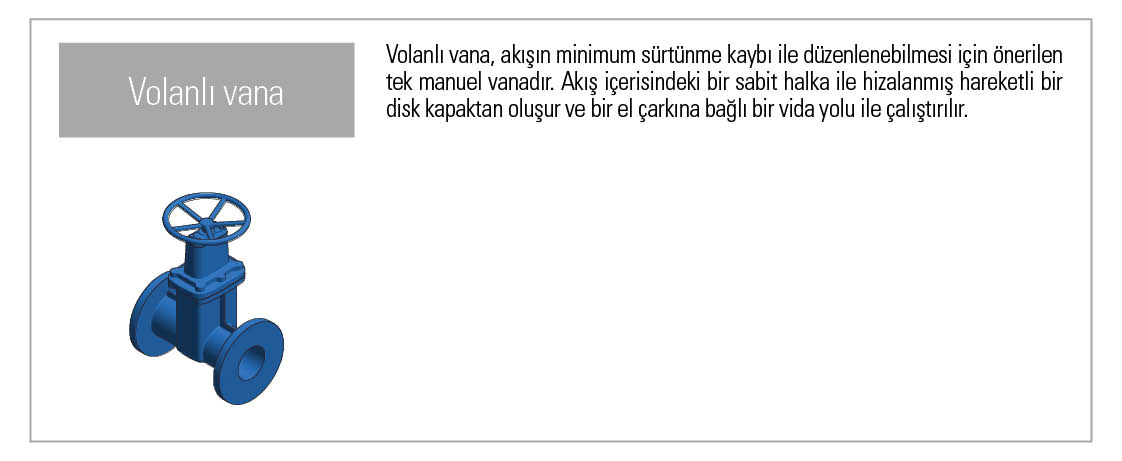 Volanlı vana
Volanlı vana, akışın minimum sürtünme kaybı ile düzenlenebilmesi için önerilen
tek manuel vanadır. Akış içerisindeki bir sabit halka ile hizalanmış hareketli bir
disk kapaktan oluşur ve bir el çarkına bağlı bir vida yolu ile çalıştırılır.